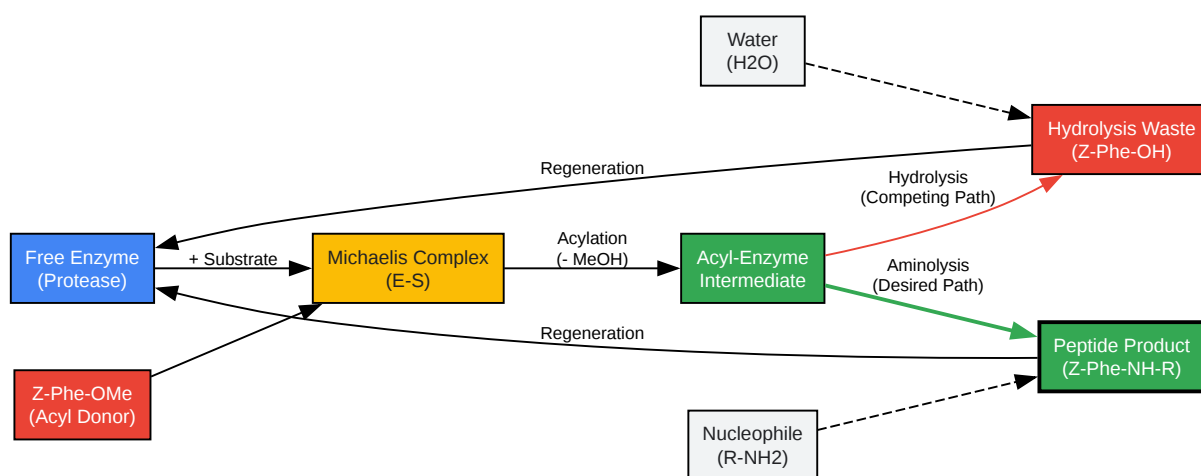 Water
(H2O)
Hydrolysis Waste
(Z-Phe-OH)
Regeneration
Hydrolysis
(Competing Path)
Free Enzyme
(Protease)
+ Substrate
Michaelis Complex
(E-S)
Acylation
(- MeOH)
Acyl-Enzyme
Intermediate
Aminolysis
(Desired Path)
Regeneration
Peptide Product
(Z-Phe-NH-R)
Z-Phe-OMe
(Acyl Donor)
Nucleophile
(R-NH2)